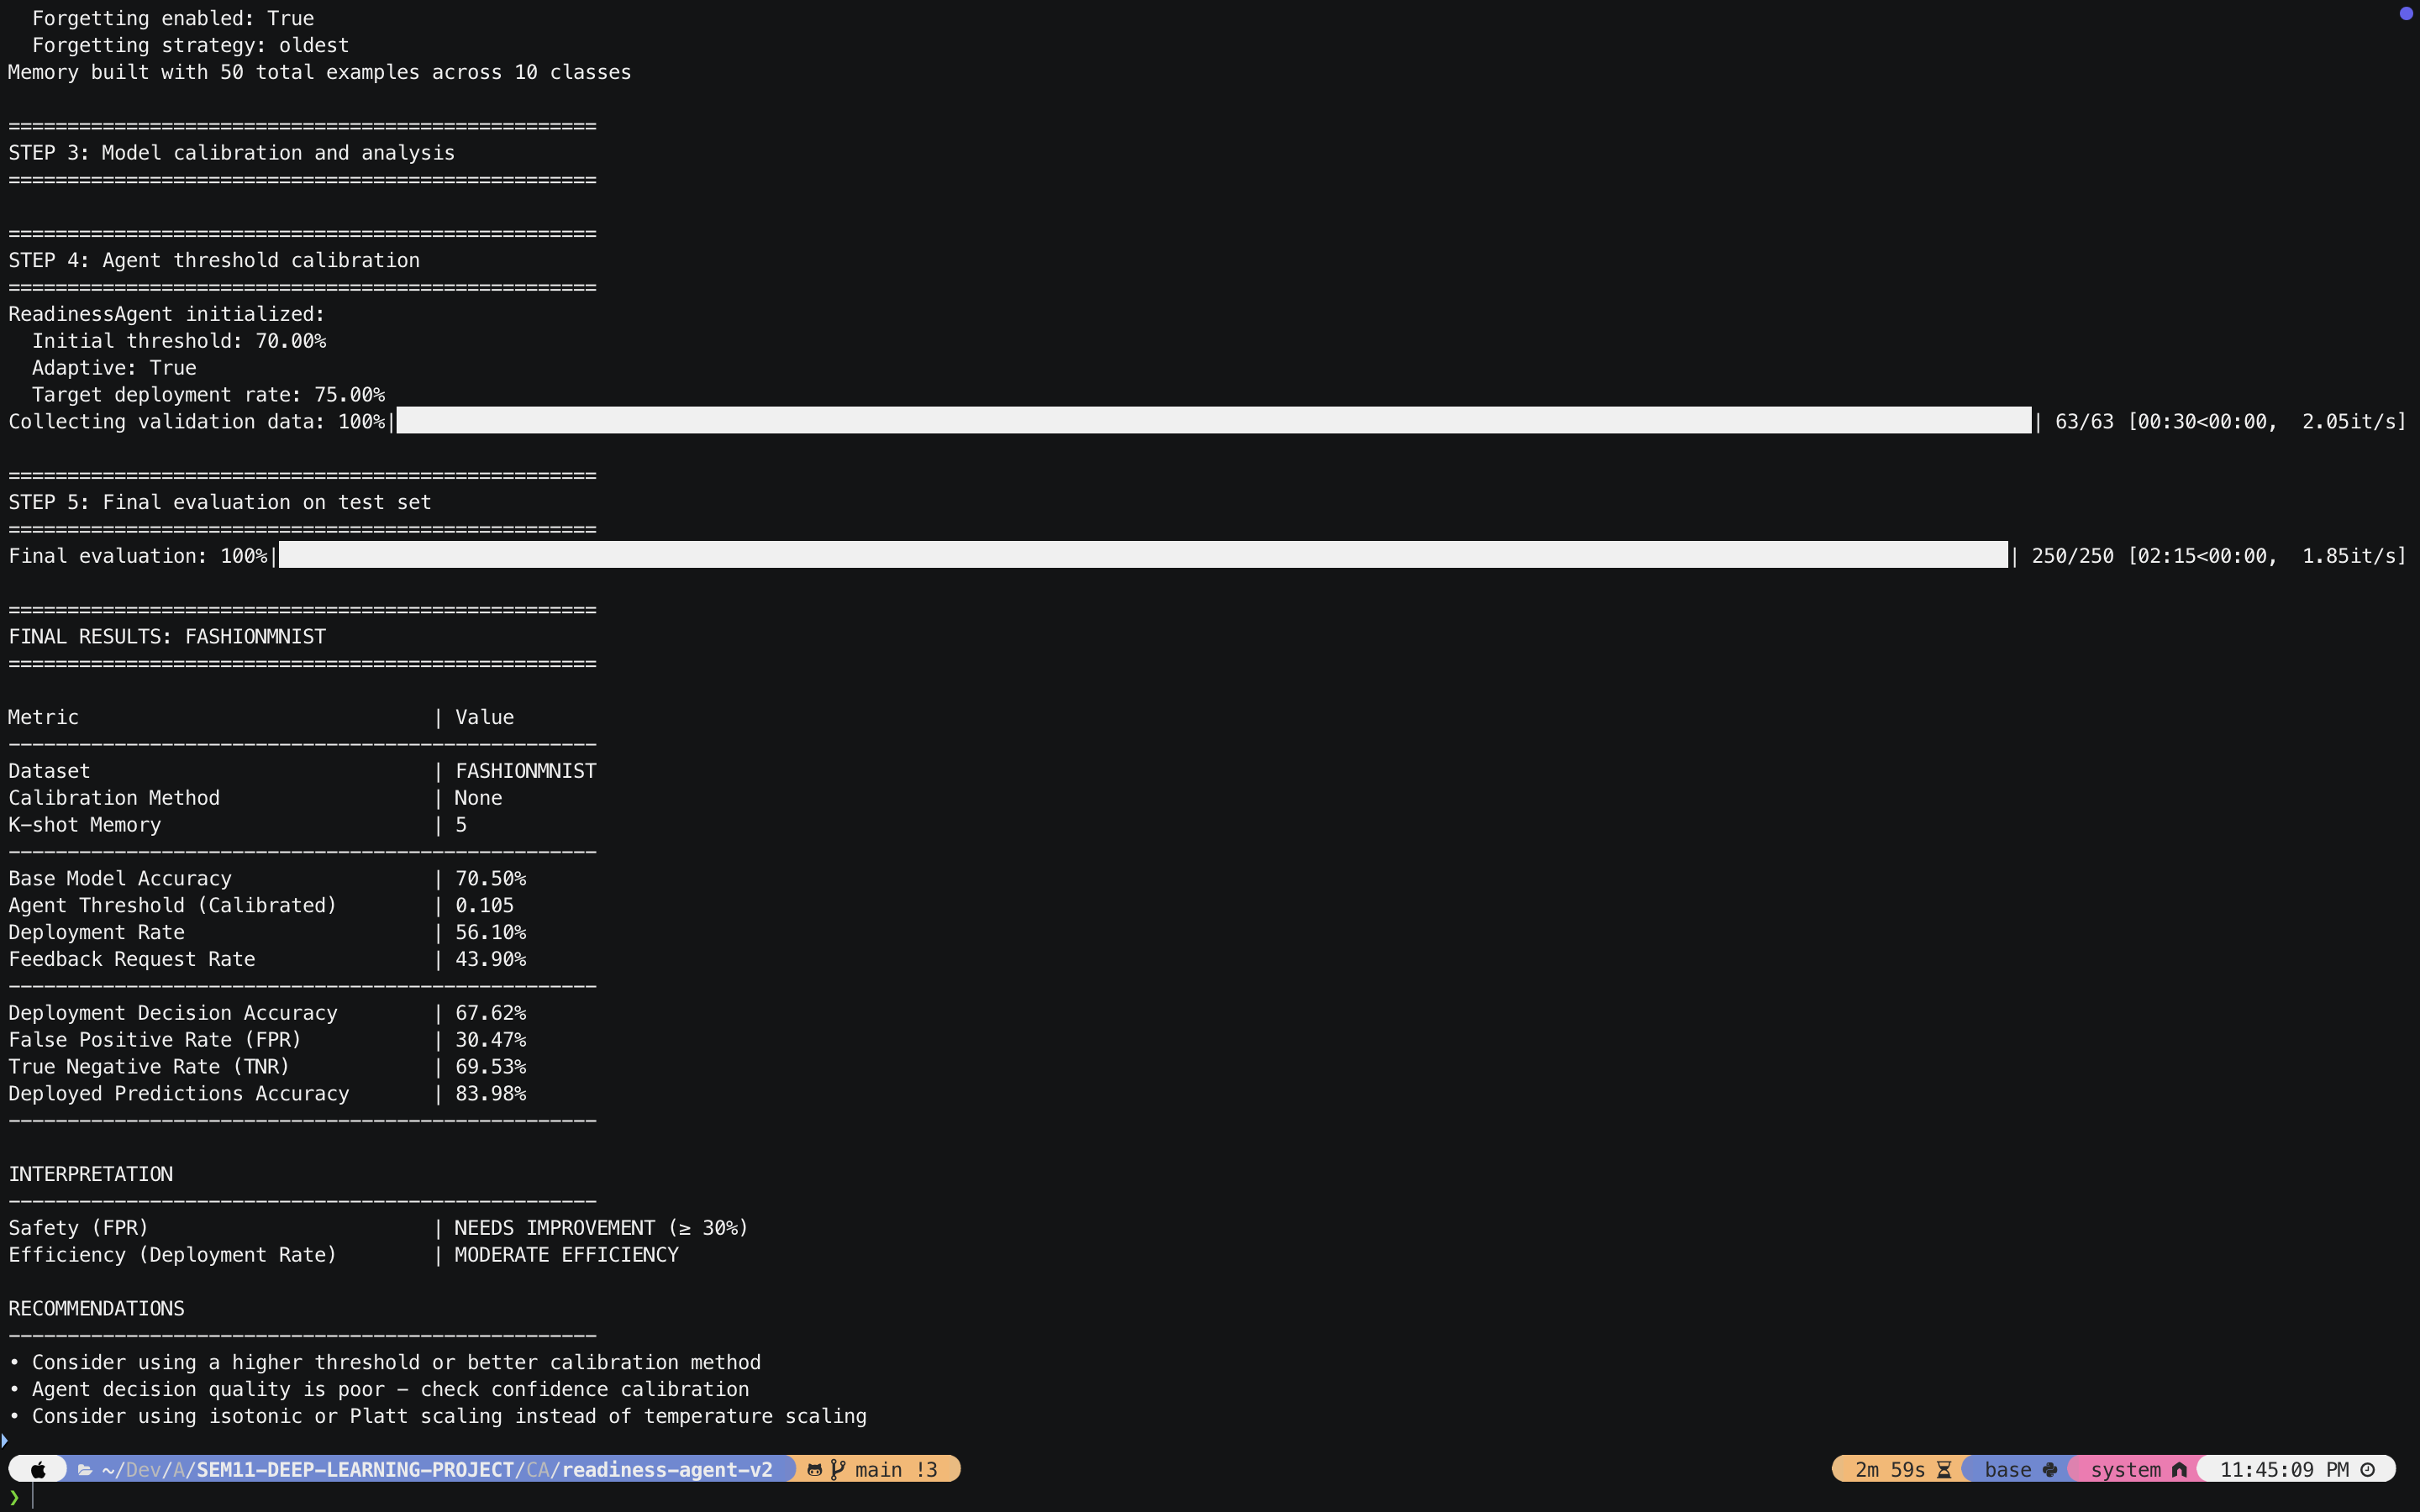 Forgetting enabled: True
  Forgetting strategy: oldest
Memory built with 50 total examples across 10 classes

==================================================
STEP 3: Model calibration and analysis
==================================================

==================================================
STEP 4: Agent threshold calibration
==================================================
ReadinessAgent initialized:
  Initial threshold: 70.00%
  Adaptive: True
  Target deployment rate: 75.00%
Collecting validation data: 100%| | 63/63 [00:30<00:00,  2.05it/s]

==================================================
STEP 5: Final evaluation on test set
==================================================
Final evaluation: 100%| | 250/250 [02:15<00:00,  1.85it/s]

==================================================
FINAL RESULTS: FASHIONMNIST
==================================================

Metric                              | Value
--------------------------------------------------
Dataset                             | FASHIONMNIST
Calibration Method                  | None
K-shot Memory                       | 5
--------------------------------------------------
Base Model Accuracy                 | 70.50%
Agent Threshold (Calibrated)        | 0.105
Deployment Rate                     | 56.10%
Feedback Request Rate               | 43.90%
--------------------------------------------------
Deployment Decision Accuracy        | 67.62%
False Positive Rate (FPR)           | 30.47%
True Negative Rate (TNR)            | 69.53%
Deployed Predictions Accuracy       | 83.98%
--------------------------------------------------

INTERPRETATION
--------------------------------------------------
Safety (FPR)                        | NEEDS IMPROVEMENT (≥ 30%)
Efficiency (Deployment Rate)        | MODERATE EFFICIENCY

RECOMMENDATIONS
--------------------------------------------------
• Consider using a higher threshold or better calibration method
• Agent decision quality is poor - check confidence calibration
• Consider using isotonic or Platt scaling instead of temperature scaling
~/Dev/A/SEM11-DEEP-LEARNING-PROJECT/CA/readiness-agent-v2 main !3 2m 59s base system 11:45:09 PM
❯